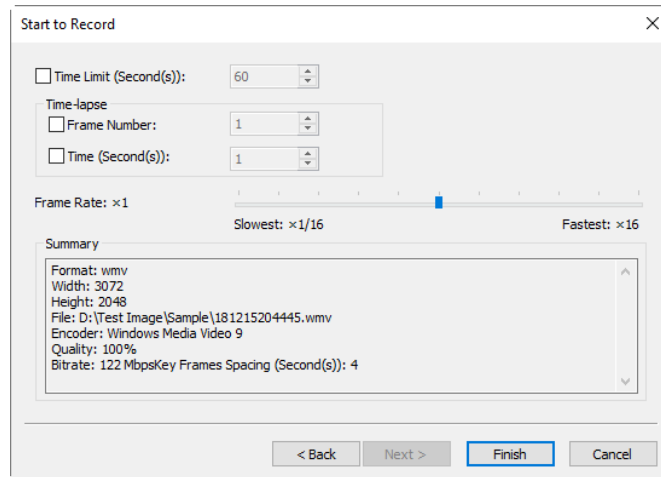 Start to Record
Time Limit (Second(s)): 60
Time-lapse
Frame Number: 1
Time (Second(s)): 1
Frame Rate: ×1
Slowest: ×1/16 Fastest: ×16
Summary
Format: wmv
Width: 3072
Height: 2048
File: D:\Test Image\Sample\181215204445.wmv
Encoder: Windows Media Video 9
Quality: 100%
Bitrate: 122 MbpsKey Frames Spacing (Second(s)): 4
< Back Next > Finish Cancel